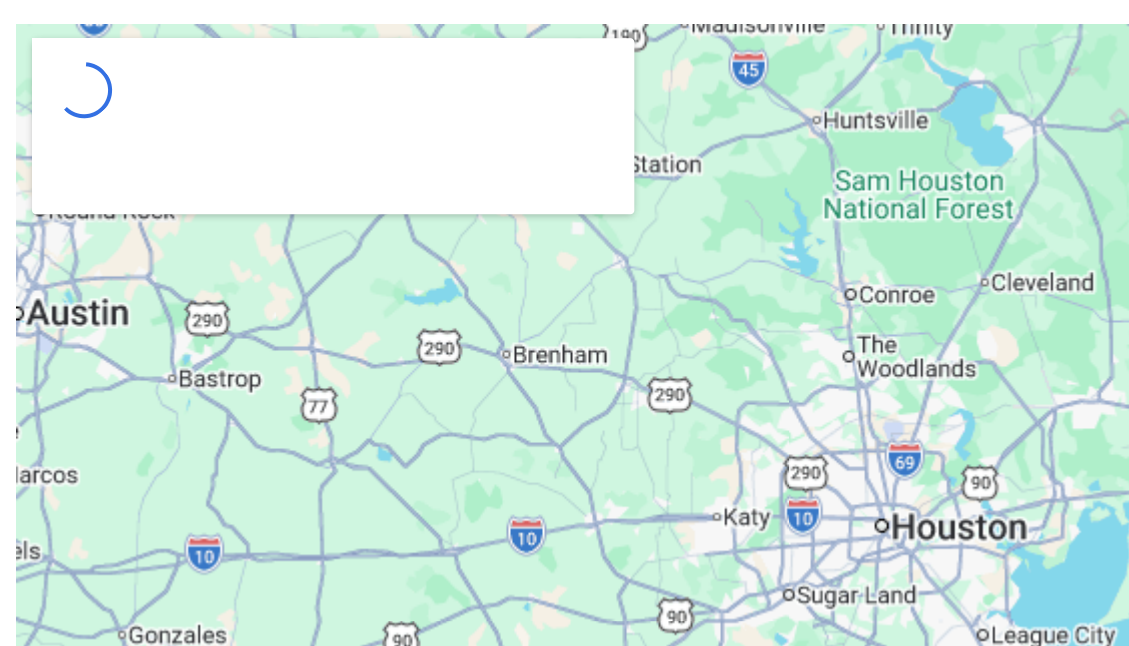 190
Madisonville
Trinity
45
Huntsville
Station
Sam Houston
National Forest
Round Rock
Cleveland
Conroe
Austin
290
290
Brenham
The
Woodlands
Bastrop
77
290
69
290
90
arcos
Katy
10
Houston
10
10
els
Sugar Land
90
Gonzales
90
League City